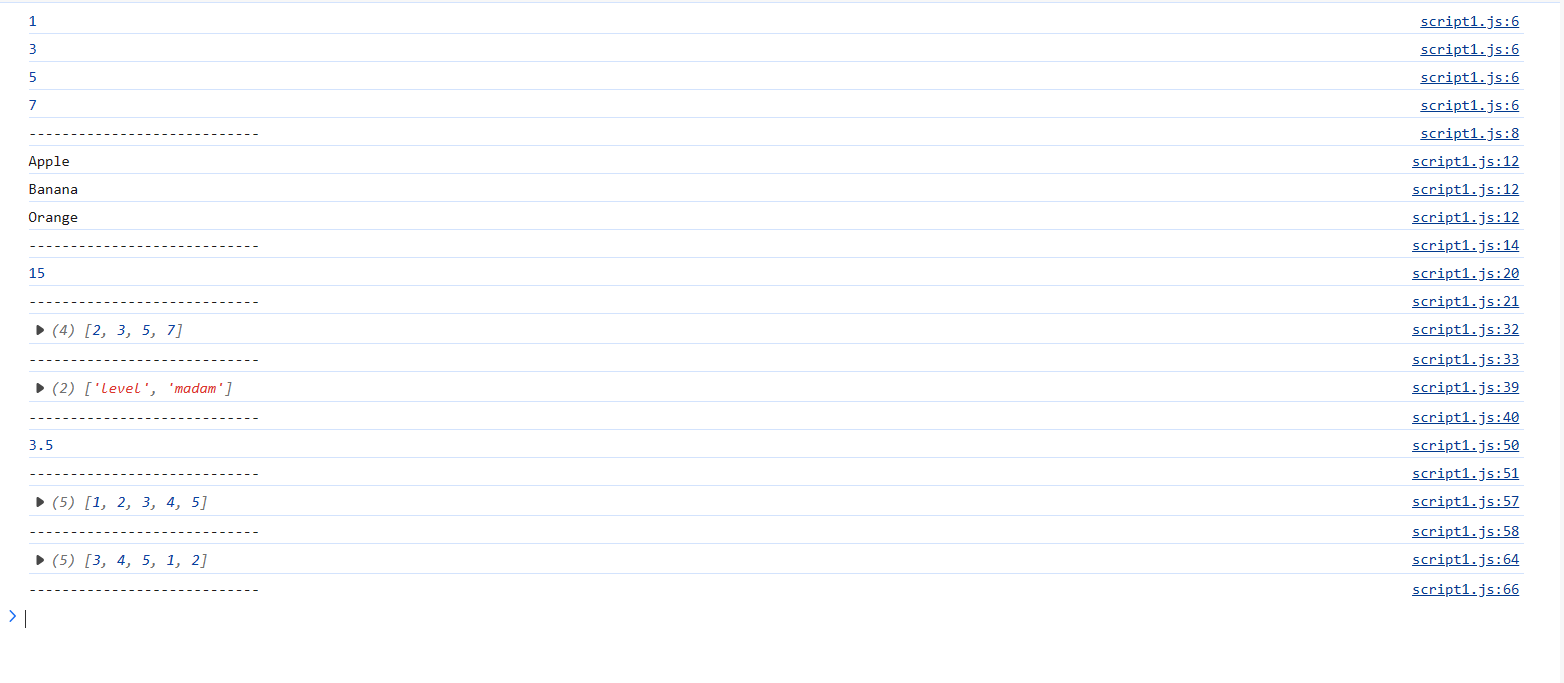 1 script1.js:6
3 script1.js:6
5 script1.js:6
7 script1.js:6
---------------------------- script1.js:8
Apple script1.js:12
Banana script1.js:12
Orange script1.js:12
---------------------------- script1.js:14
15 script1.js:20
---------------------------- script1.js:21
▶ (4) [2, 3, 5, 7] script1.js:32
---------------------------- script1.js:33
▶ (2) ['level', 'madam'] script1.js:39
---------------------------- script1.js:40
3.5 script1.js:50
---------------------------- script1.js:51
▶ (5) [1, 2, 3, 4, 5] script1.js:57
---------------------------- script1.js:58
▶ (5) [3, 4, 5, 1, 2] script1.js:64
---------------------------- script1.js:66
>